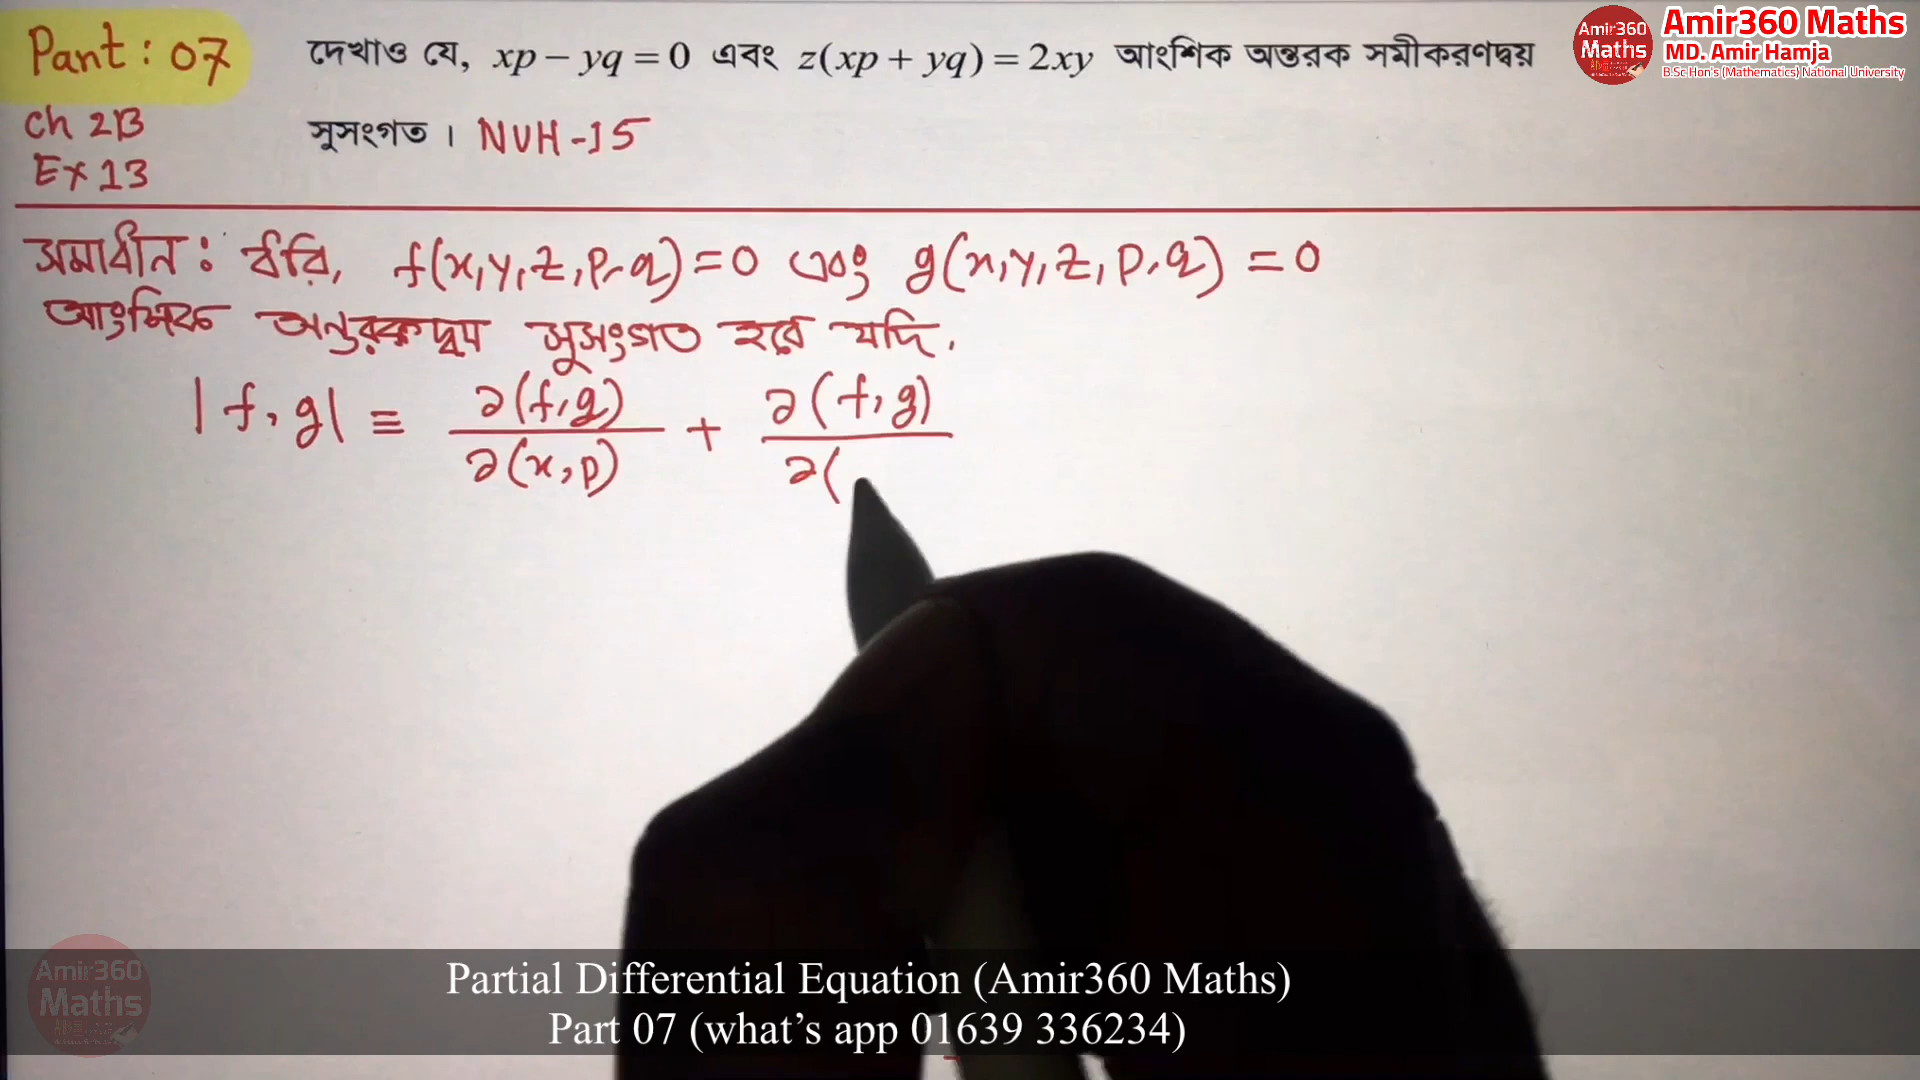 Part : 07
Ch 2B
Ex 13
দেখাও যে, xp − yq = 0 এবং z(xp + yq) = 2xy আংশিক অন্তরক সমীকরণদ্বয়
সুসংগত । NUH-15
Amir360 Maths
Amir360 Maths
MD. Amir Hamja
B.Sc Hon's (Mathematics) National University
সমাধান : ধরি, f(x,y,z,p,q)=0 এবং g(x,y,z,p,q)=0
আংশিক অন্তরকদ্বয় সুসংগত হবে যদি,
|f,g| ≡ ∂(f,g)/∂(x,p) + ∂(f,g)/∂(
Amir360 Maths
Partial Differential Equation (Amir360 Maths)
Part 07 (what’s app 01639 336234)